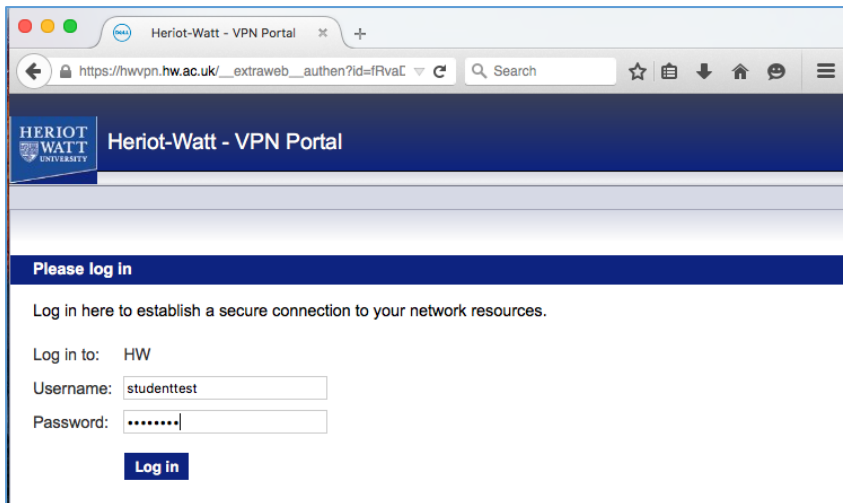 DELL Heriot-Watt - VPN Portal
https://hwvpn.hw.ac.uk/__extraweb__authen?id=fRvaD Search
HERIOT
WATT
UNIVERSITY
Heriot-Watt - VPN Portal
Please log in
Log in here to establish a secure connection to your network resources.
Log in to: HW
Username: studenttest
Password: ••••••••
Log in